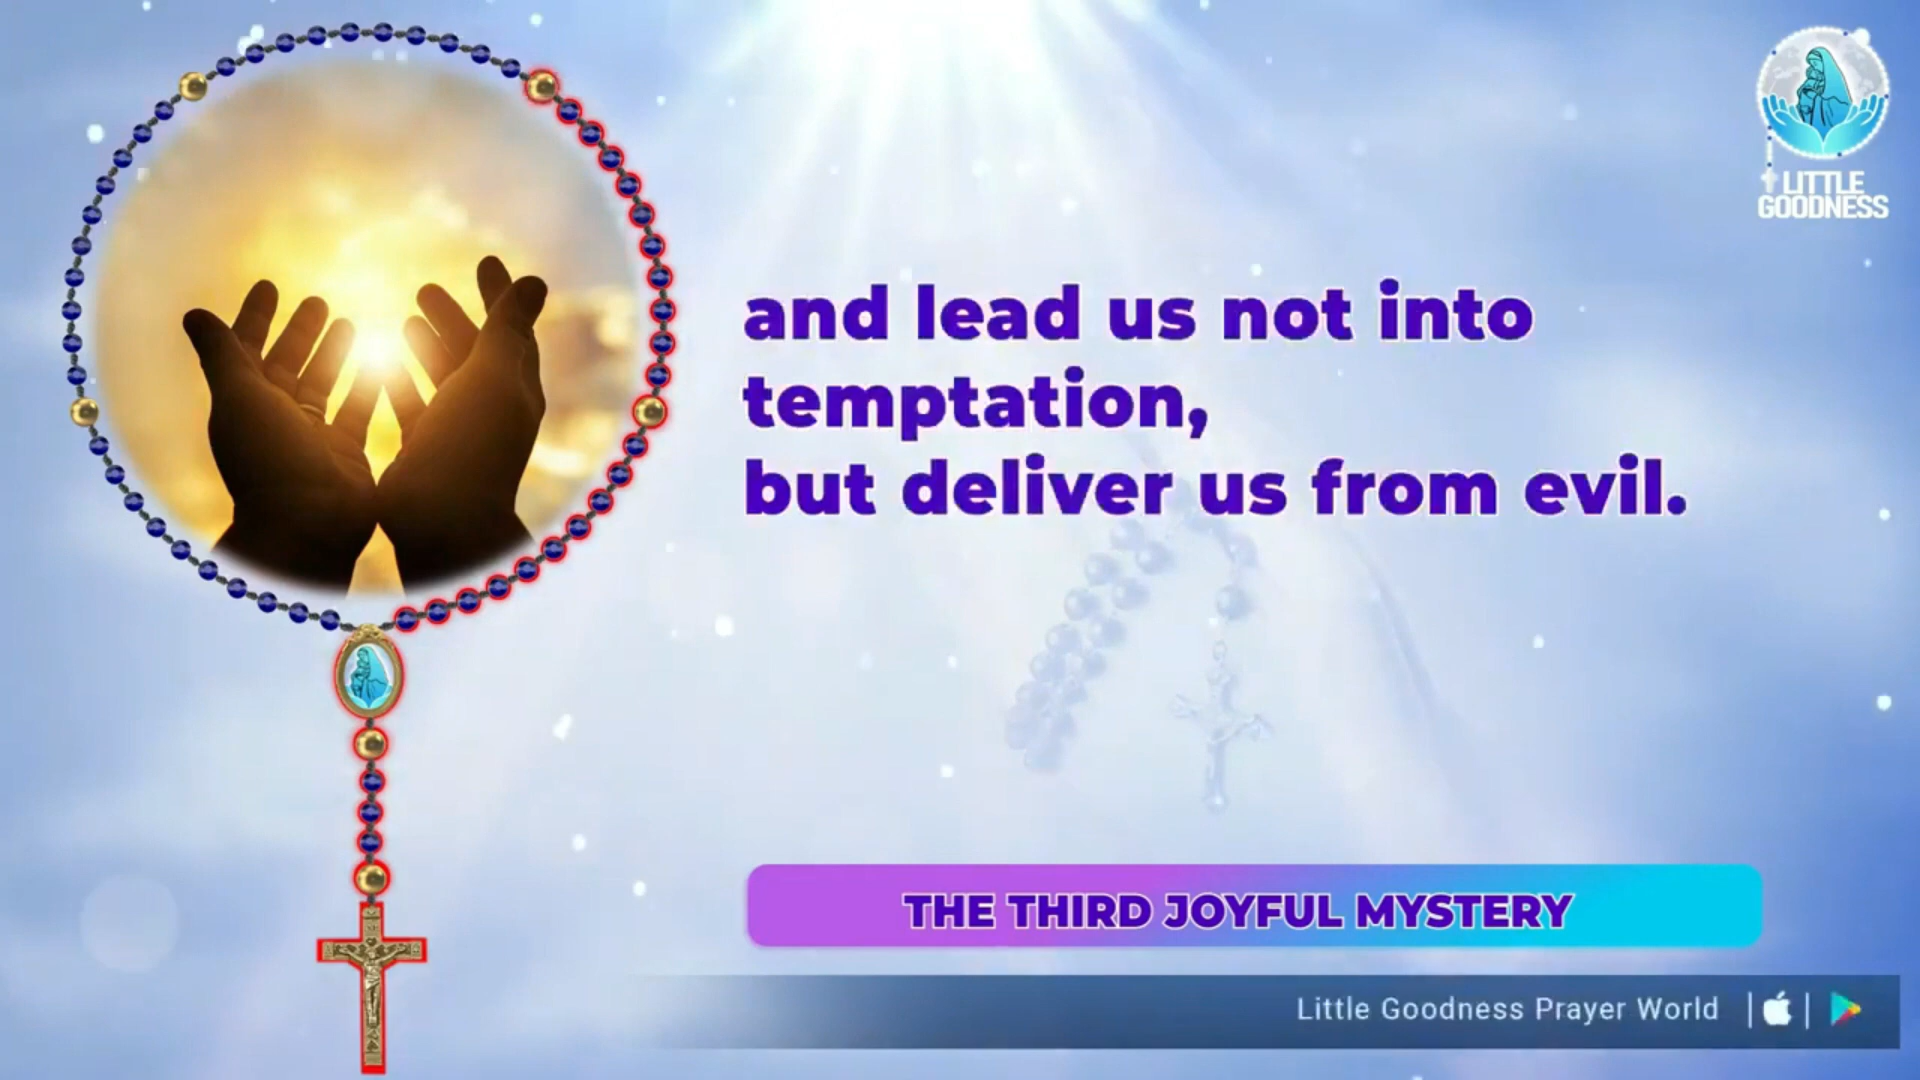 LITTLE
GOODNESS
and lead us not into
temptation,
but deliver us from evil.
THE THIRD JOYFUL MYSTERY
Little Goodness Prayer World